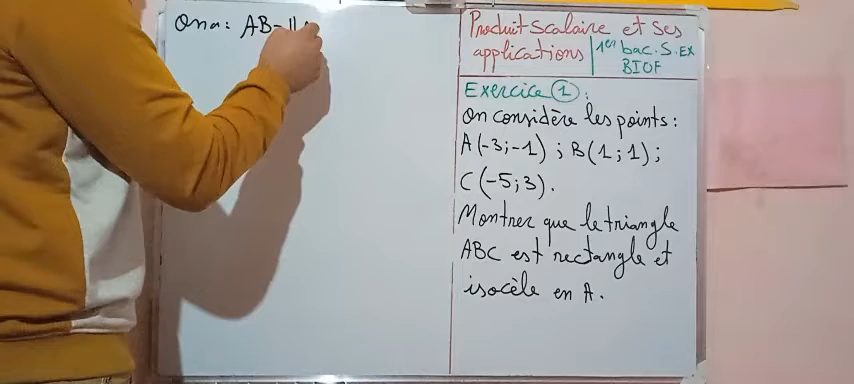 On a : AB = ||
Produit scalaire et ses
applications
1er bac. S. EX
BIOF
Exercice 1 :
On considère les points :
A(-3;-1) ; B(1;1) ;
C(-5;3).
Montrer que le triangle
ABC est rectangle et
isocèle en A.